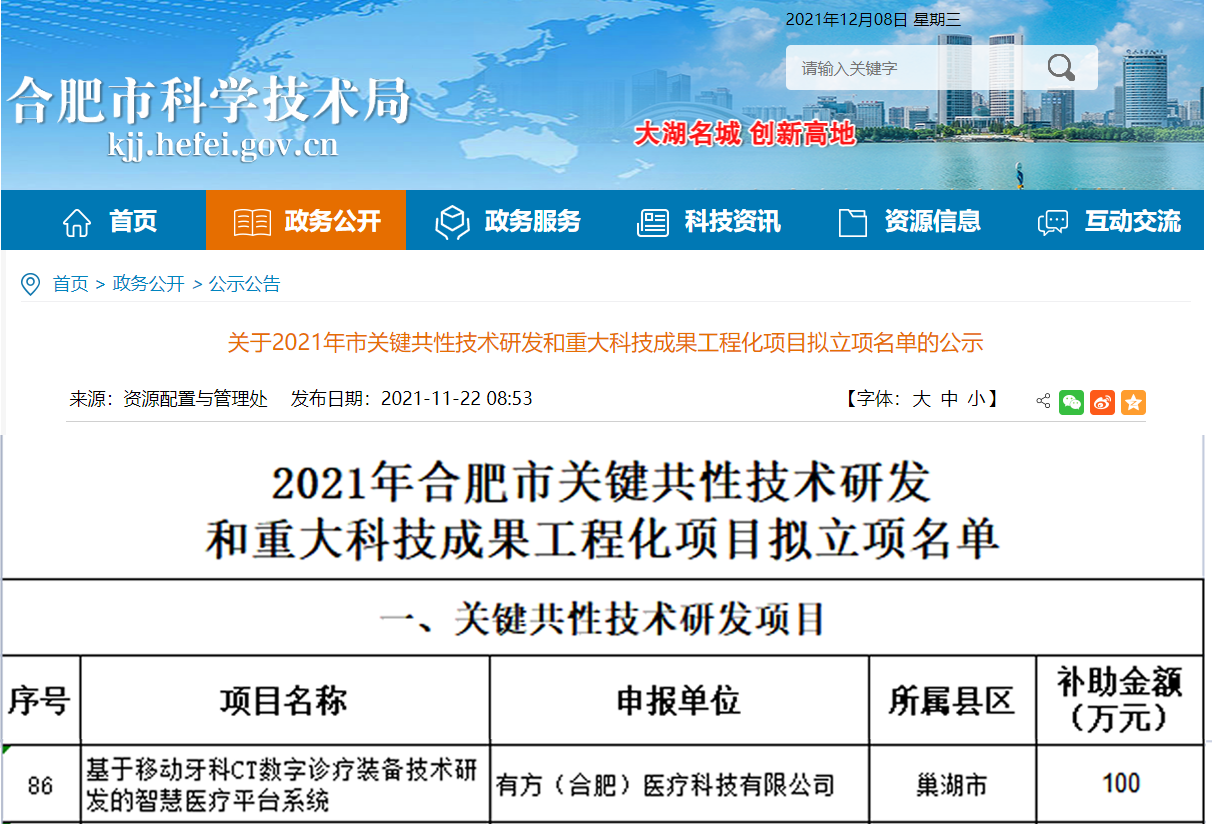 2021年12月08日 星期三
请输入关键字
合肥市科学技术局
kjj.hefei.gov.cn
大湖名城 创新高地
首页 政务公开 政务服务 科技资讯 资源信息 互动交流
首页 > 政务公开 > 公示公告
关于2021年市关键共性技术研发和重大科技成果工程化项目拟立项名单的公示
来源：资源配置与管理处 发布日期：2021-11-22 08:53 【字体：大 中 小】
2021年合肥市关键共性技术研发
和重大科技成果工程化项目拟立项名单
一、关键共性技术研发项目
序号 项目名称 申报单位 所属县区 补助金额
（万元）
86 基于移动牙科CT数字诊疗装备技术研
发的智慧医疗平台系统 有方（合肥）医疗科技有限公司 巢湖市 100